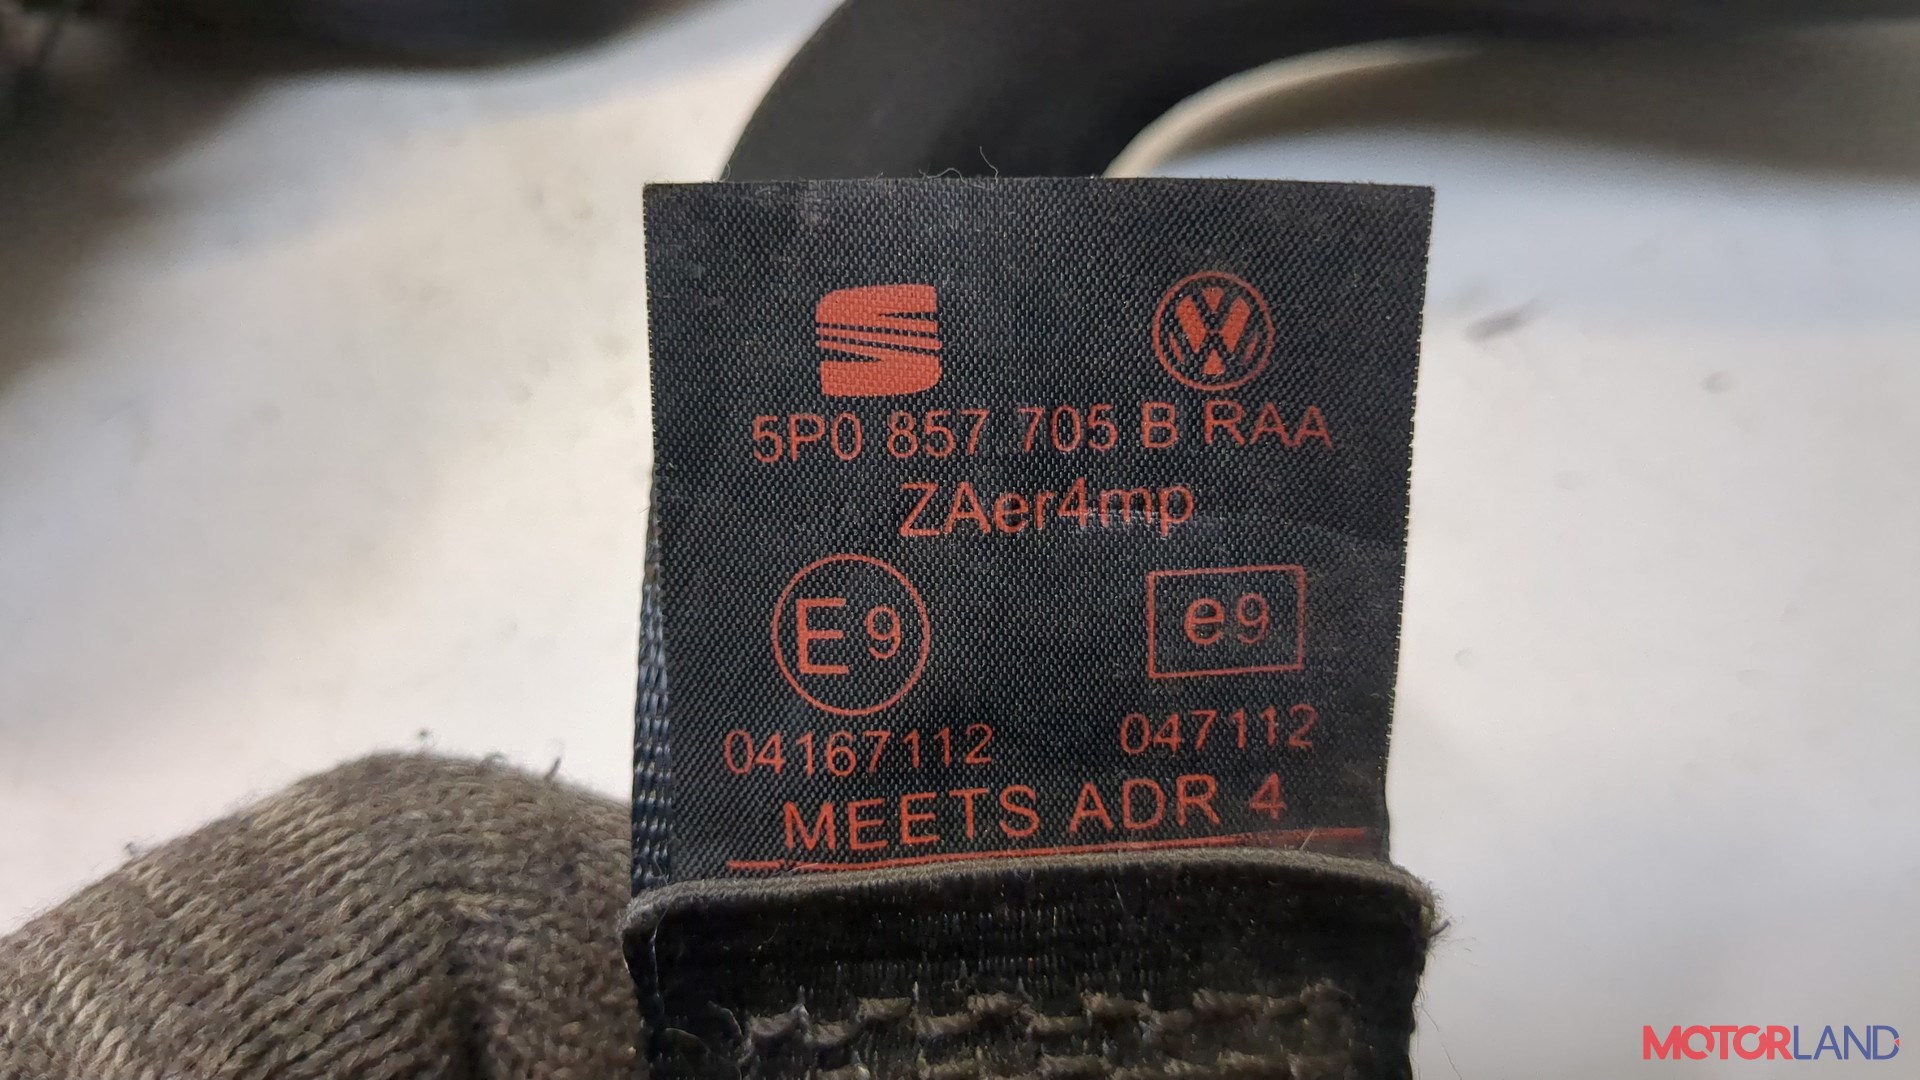 5P0 857 705 B RAA
ZAer4mp
E9 e9
04167112 047112
MEETS ADR 4
MOTORLAND